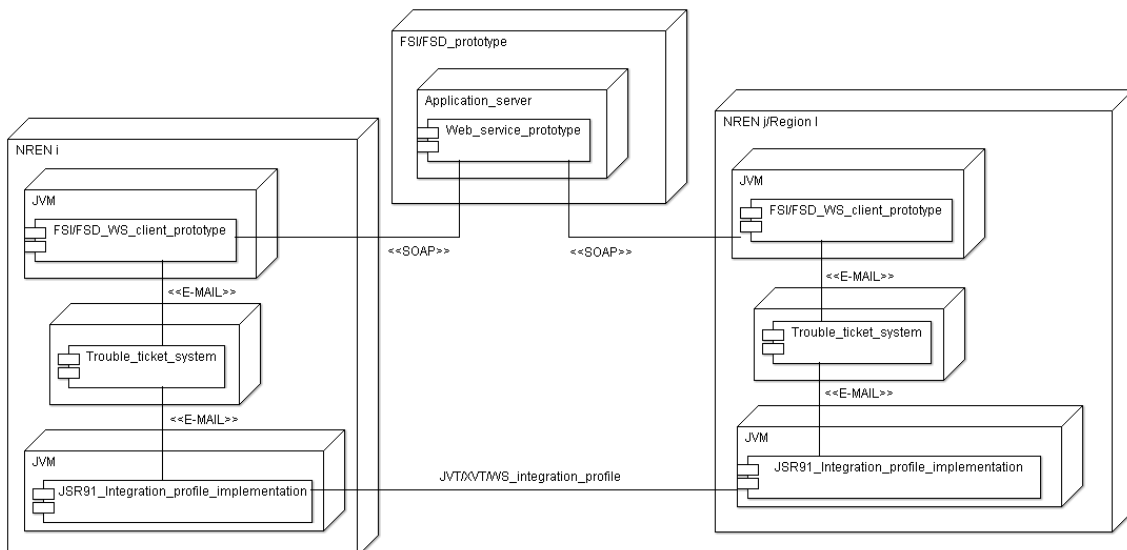 FSI/FSD_prototype
Application_server
Web_service_prototype
NREN i
JVM
FSI/FSD_WS_client_prototype
<<SOAP>>
<<E-MAIL>>
Trouble_ticket_system
<<E-MAIL>>
JVM
JSR91_Integration_profile_implementation
JVT/XVT/WS_integration_profile
NREN j/Region l
JVM
FSI/FSD_WS_client_prototype
<<SOAP>>
<<E-MAIL>>
Trouble_ticket_system
<<E-MAIL>>
JVM
JSR91_Integration_profile_implementation